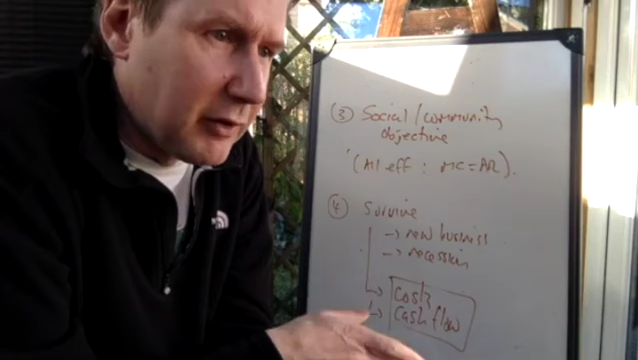 ③ Social/community
objective
(All eff : MC=AR).
④ Survive
→ new business
→ recession
→ Costs
→ Cash flow